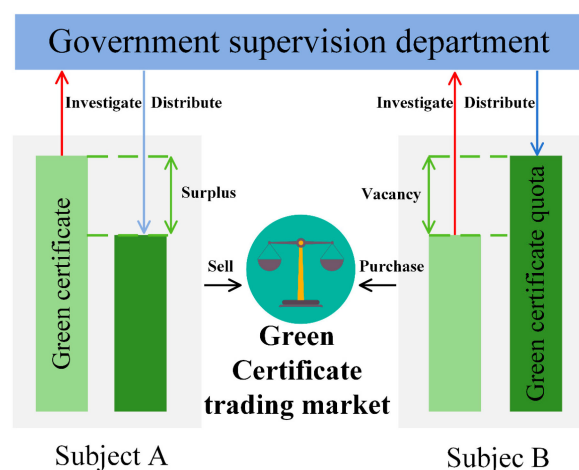 Government supervision department
Investigate Distribute
Investigate Distribute
Green certificate
Surplus
Sell
Green
Certificate
trading market
Purchase
Vacancy
Green certificate quota
Subject A
Subjec B